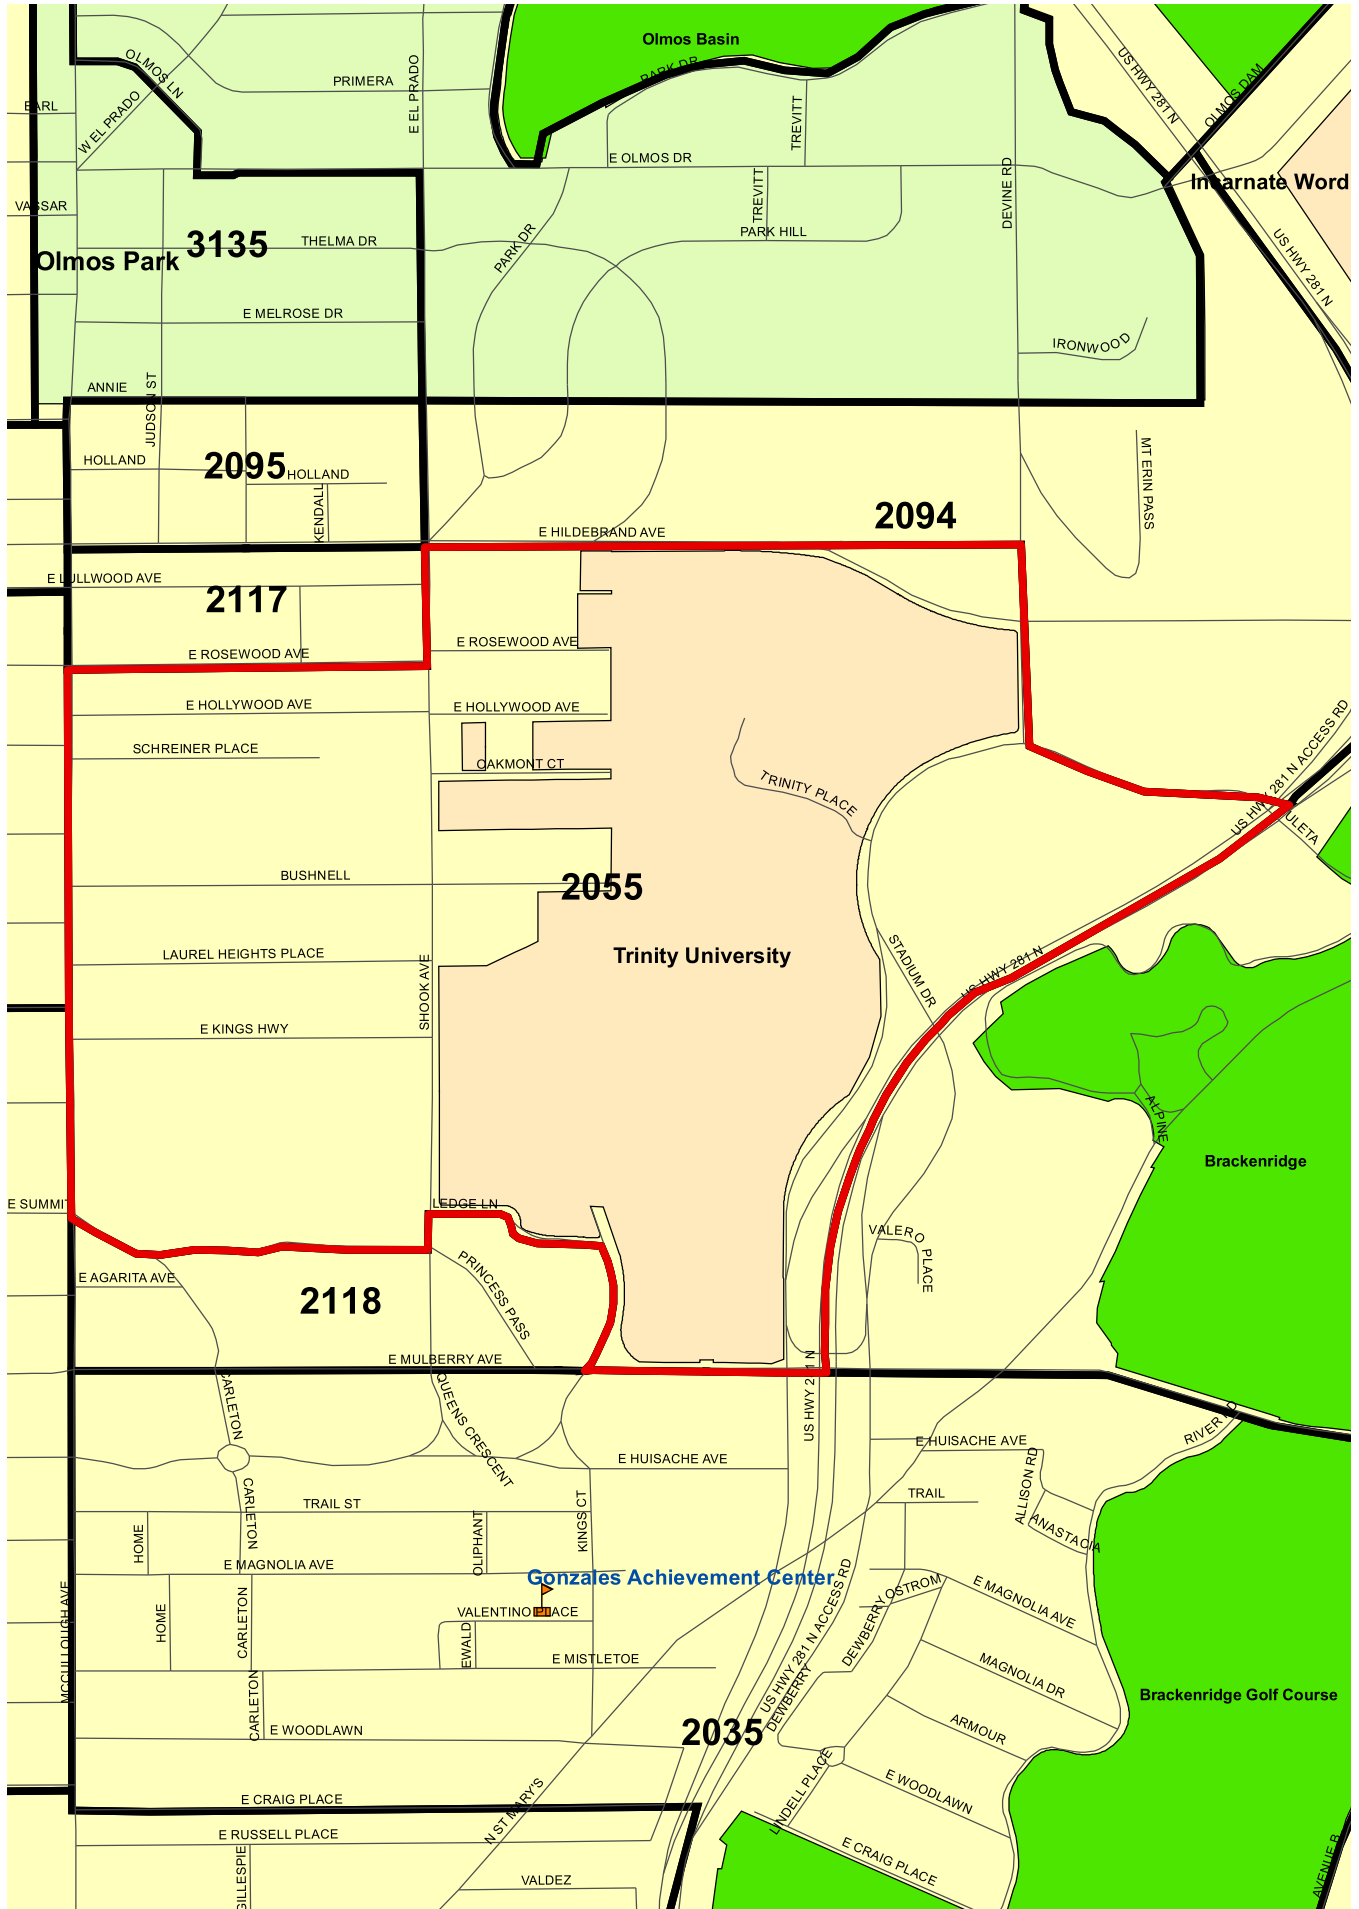 Olmos Basin
US HWY 281 N
OLMOS LN
PARK DR
PRIMERA
E EL PRADO
OLMOS DAM
EARL
W EL PRADO
TREVITT
E OLMOS DR
Incarnate Word
TREVITT
DEVINE RD
VASSAR
3135
THELMA DR
PARK DR
PARK HILL
US HWY 281 N
Olmos Park
E MELROSE DR
IRONWOOD
ANNIE
JUDSON ST
HOLLAND
2095
HOLLAND
MT ERIN PASS
KENDALL
2094
E HILDEBRAND AVE
E LULLWOOD AVE
2117
E ROSEWOOD AVE
E ROSEWOOD AVE
E HOLLYWOOD AVE
E HOLLYWOOD AVE
SCHREINER PLACE
OAKMONT CT
TRINITY PLACE
US HWY 281 N ACCESS RD
ULETA
BUSHNELL
2055
LAUREL HEIGHTS PLACE
Trinity University
STADIUM DR
US HWY 281 N
SHOOK AVE
E KINGS HWY
ALPINE
Brackenridge
E SUMMIT
LEDGE LN
VALERO PLACE
E AGARITA AVE
2118
PRINCESS PASS
E MULBERRY AVE
US HWY 281 N
CARLETON
QUEENS CRESCENT
RIVER RD
E HUISACHE AVE
E HUISACHE AVE
ALLISON RD
CARLETON
TRAIL ST
TRAIL
HOME
OLIPHANT
KINGS CT
ANASTACIA
E MAGNOLIA AVE
Gonzales Achievement Center
OSTROM
E MAGNOLIA AVE
MCCULLOUGH AVE
HOME
CARLETON
VALENTINO PLACE
EWALD
DEWBERRY
US HWY 281 N ACCESS RD
E MISTLETOE
MAGNOLIA DR
DEWBERRY
Brackenridge Golf Course
CARLETON
E WOODLAWN
2035
ARMOUR
E WOODLAWN
LINDELL PLACE
E CRAIG PLACE
N ST MARY'S
E RUSSELL PLACE
E CRAIG PLACE
GILLESPIE
VALDEZ
AVENUE B